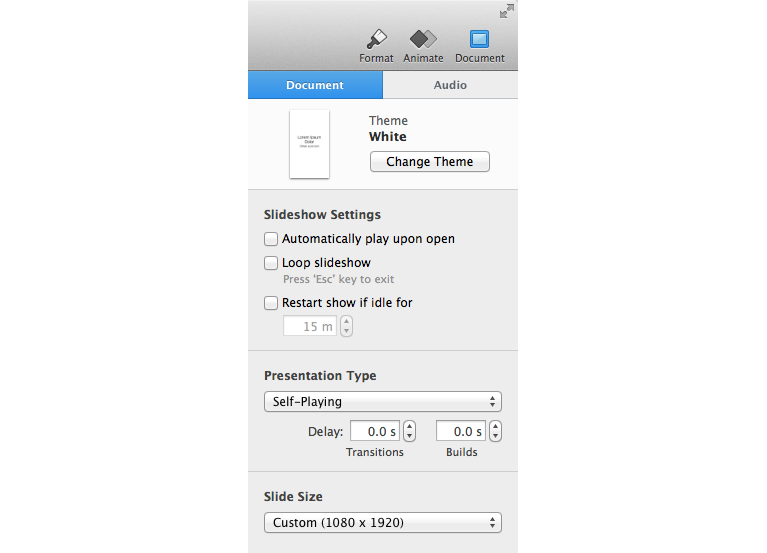 Format Animate Document
Document Audio
Lorem Ipsum
Dolor
Theme
White
Change Theme
Slideshow Settings
Automatically play upon open
Loop slideshow
Press 'Esc' key to exit
Restart show if idle for
15 m
Presentation Type
Self-Playing
Delay: 0.0 s 0.0 s
Transitions Builds
Slide Size
Custom (1080 x 1920)